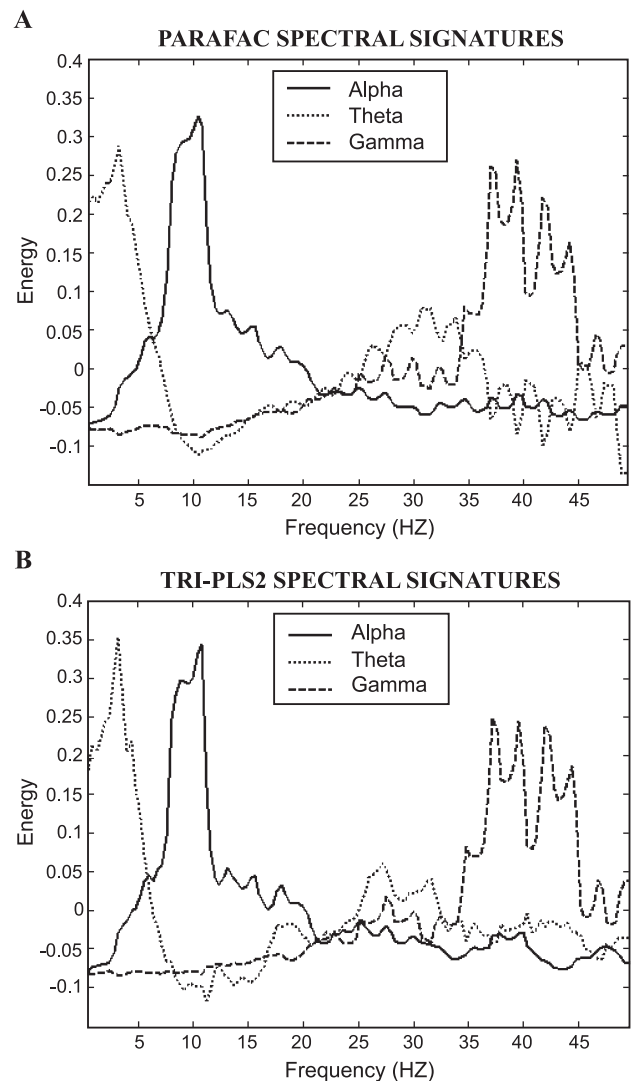 A
PARAFAC SPECTRAL SIGNATURES
0.4
0.35
0.3
0.25
0.2
0.15
0.1
0.05
0
-0.05
-0.1
Energy
Alpha
Theta
Gamma
5 10 15 20 25 30 35 40 45
Frequency (HZ)
B
TRI-PLS2 SPECTRAL SIGNATURES
0.4
0.35
0.3
0.25
0.2
0.15
0.1
0.05
0
-0.05
-0.1
Energy
Alpha
Theta
Gamma
5 10 15 20 25 30 35 40 45
Frequency (HZ)